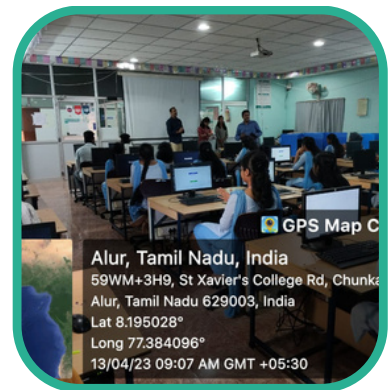 GPS Map C
Alur, Tamil Nadu, India
59WM+3H9, St Xavier's College Rd, Chunka
Alur, Tamil Nadu 629003, India
Lat 8.195028°
Long 77.384096°
13/04/23 09:07 AM GMT +05:30